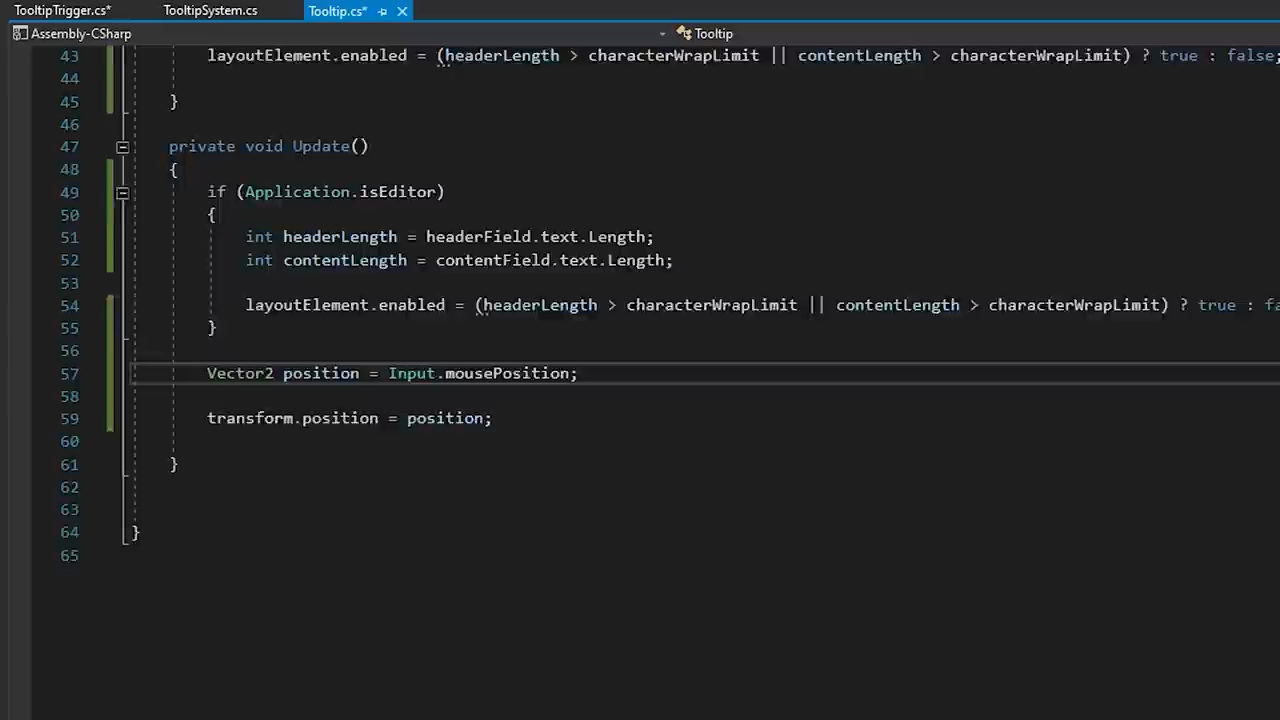 TooltipTrigger.cs* TooltipSystem.cs Tooltip.cs*
Assembly-CSharp Tooltip
43 layoutElement.enabled = (headerLength > characterWrapLimit || contentLength > characterWrapLimit) ? true : false;
44
45 }
46
47 private void Update()
48 {
49 if (Application.isEditor)
50 {
51 int headerLength = headerField.text.Length;
52 int contentLength = contentField.text.Length;
53
54 layoutElement.enabled = (headerLength > characterWrapLimit || contentLength > characterWrapLimit) ? true : fa
55 }
56
57 Vector2 position = Input.mousePosition;
58
59 transform.position = position;
60
61 }
62
63
64 }
65